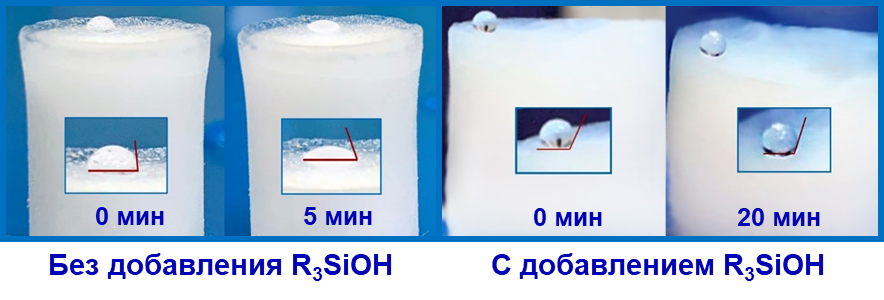 0 мин
5 мин
0 мин
20 мин
Без добавления R₃SiOH
С добавлением R₃SiOH